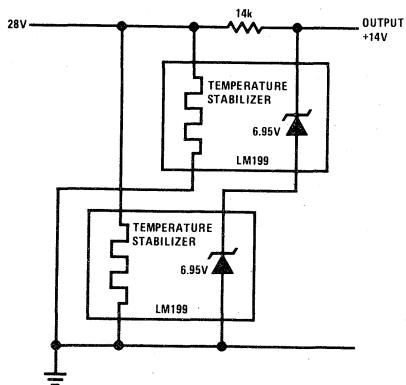 14k
28V
OUTPUT
+14V
TEMPERATURE
STABILIZER
6.95V
LM199
TEMPERATURE
STABILIZER
6.95V
LM199